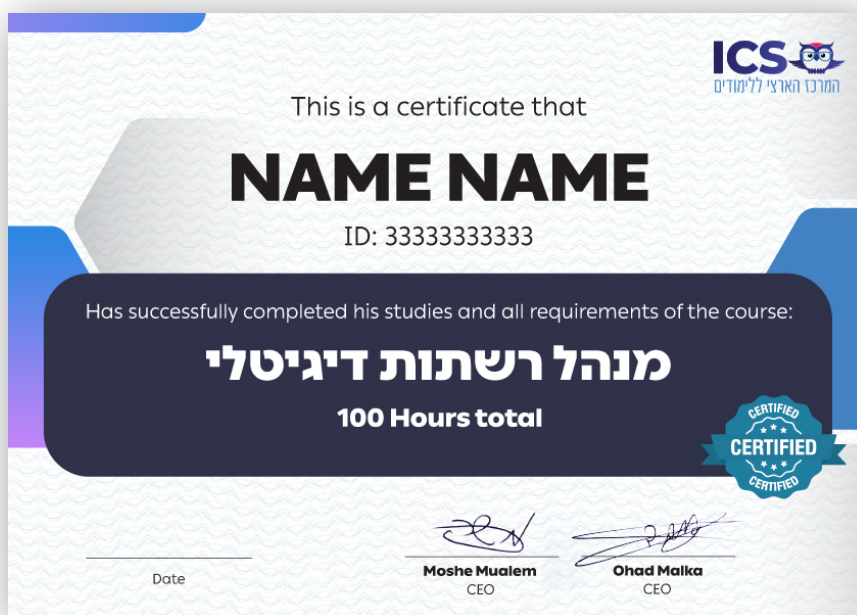 ICS
המרכז הארצי ללימודים
This is a certificate that
NAME NAME
ID: 33333333333
Has successfully completed his studies and all requirements of the course:
מנהל רשתות דיגיטלי
100 Hours total
CERTIFIED
CERTIFIED
CERTIFIED
Date
Moshe Mualem
CEO
Ohad Malka
CEO